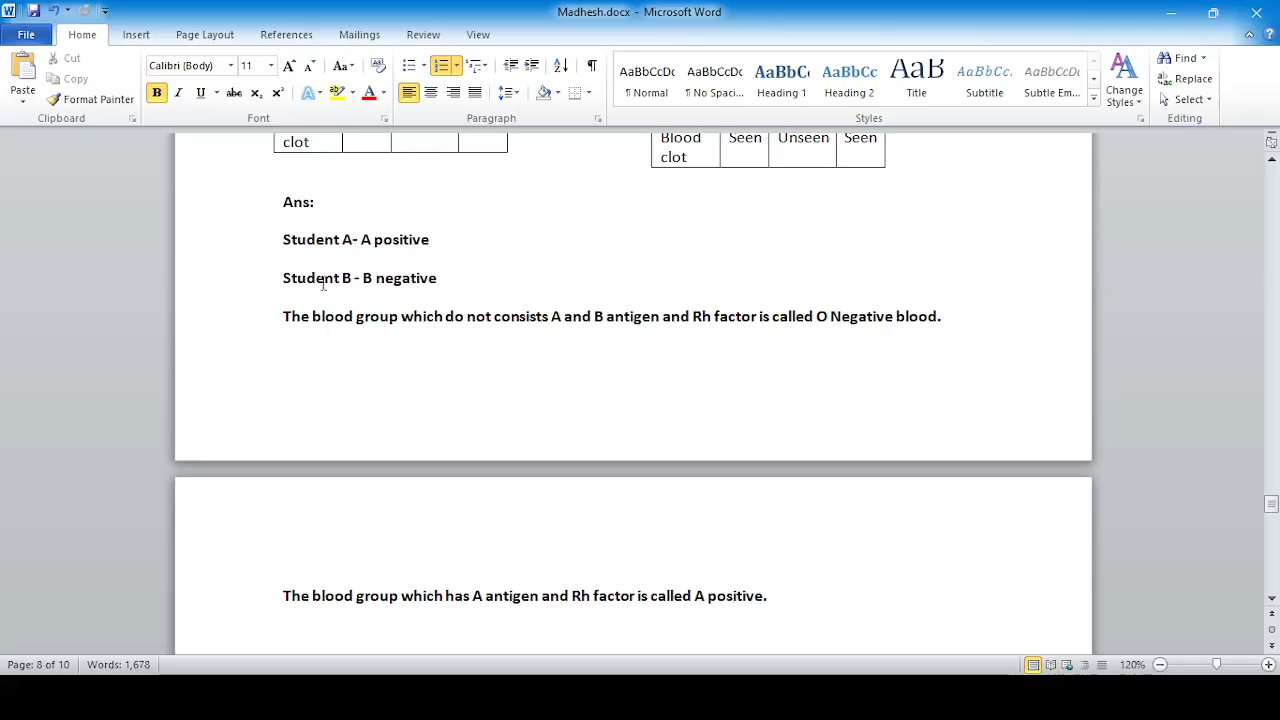 Madhesh.docx - Microsoft Word
File Home Insert Page Layout References Mailings Review View
Paste
Cut
Copy
Format Painter
Clipboard
Calibri (Body) 11
Font
Paragraph
AaBbCcDc AaBbCcDc AaBbC AaBbCc AaB AaBbCc. AaBbCcDc
¶ Normal ¶ No Spaci... Heading 1 Heading 2 Title Subtitle Subtle Em...
Change Styles
Styles
Find
Replace
Select
Editing
clot
Blood Seen Unseen Seen
clot
Ans:
Student A- A positive
Student B - B negative
The blood group which do not consists A and B antigen and Rh factor is called O Negative blood.
The blood group which has A antigen and Rh factor is called A positive.
Page: 8 of 10 Words: 1,678 120%